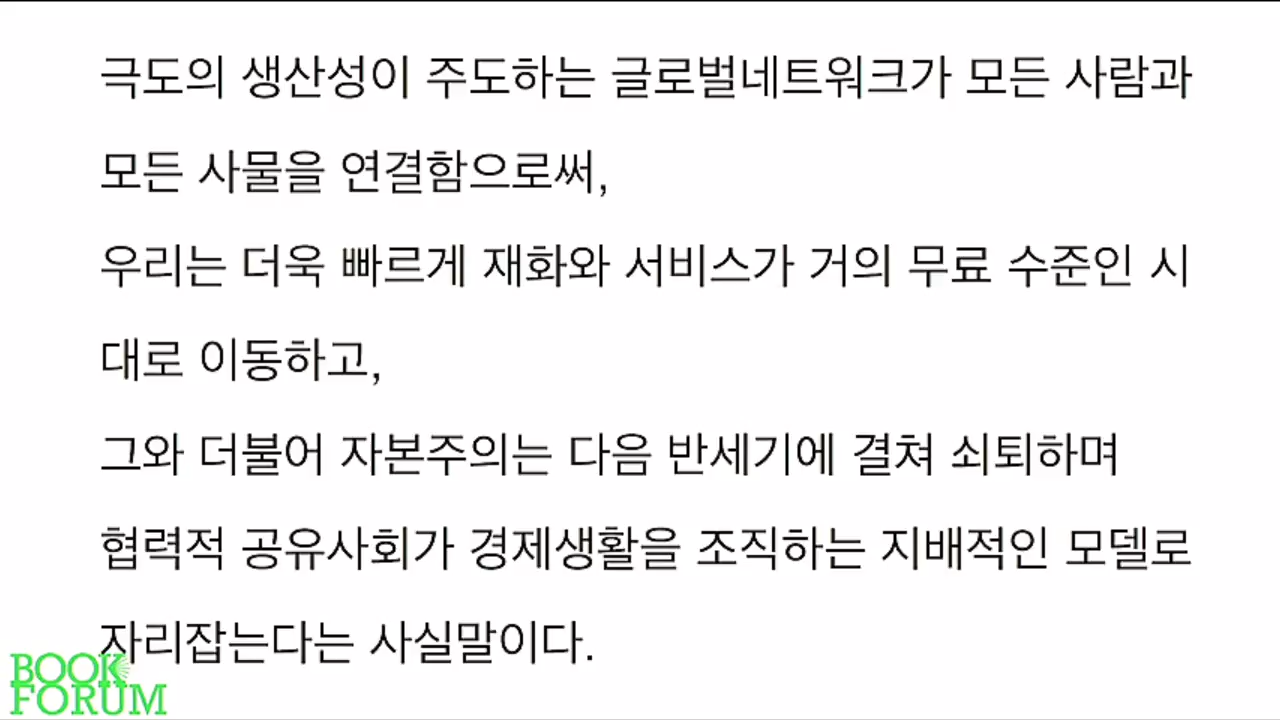 극도의 생산성이 주도하는 글로벌네트워크가 모든 사람과
모든 사물을 연결함으로써,
우리는 더욱 빠르게 재화와 서비스가 거의 무료 수준인 시
대로 이동하고,
그와 더불어 자본주의는 다음 반세기에 결쳐 쇠퇴하며
협력적 공유사회가 경제생활을 조직하는 지배적인 모델로
자리잡는다는 사실말이다.
BOOK
FORUM